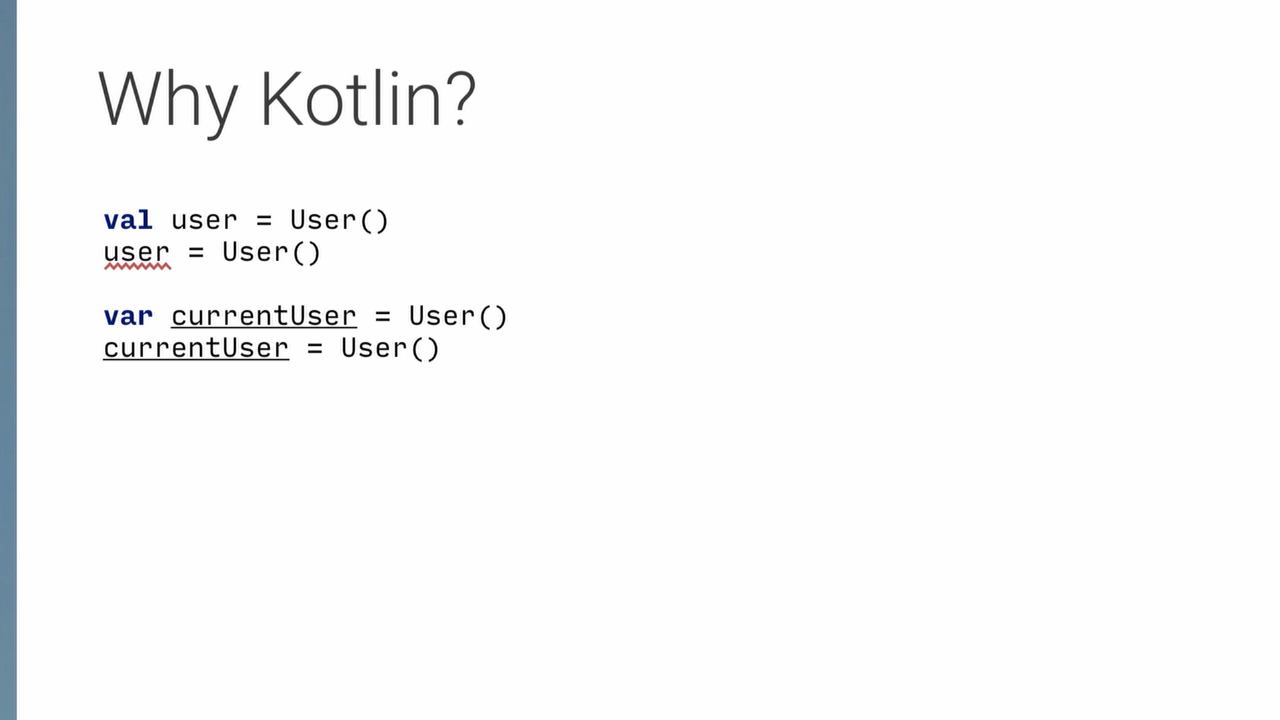 Why Kotlin?
val user = User()
user = User()
var currentUser = User()
currentUser = User()